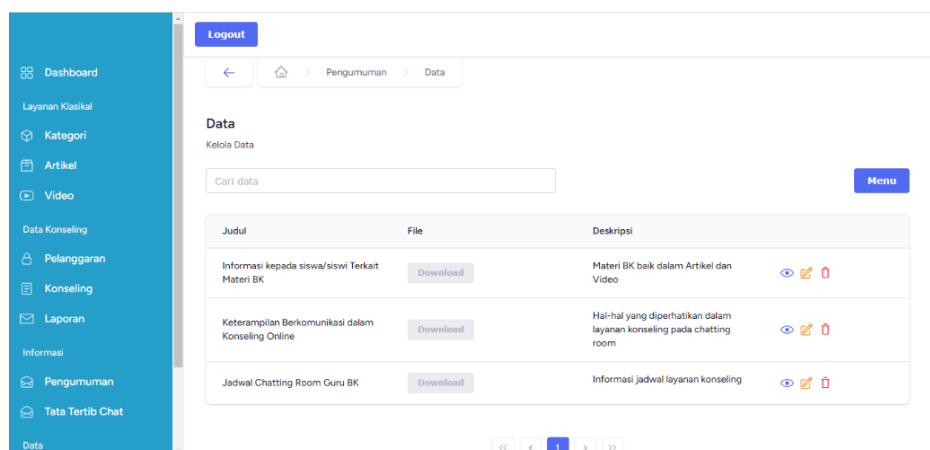 Logout
Dashboard
Layanan Klasikal
Kategori
Artikel
Video
Data Konseling
Pelanggaran
Konseling
Laporan
Informasi
Pengumuman
Tata Tertib Chat
Data
Pengumuman > Data
Data
Kelola Data
Cari data
Menu
Judul File Deskripsi
Informasi kepada siswa/siswi Terkait
Materi BK
Download
Materi BK baik dalam Artikel dan
Video
Keterampilan Berkomunikasi dalam
Konseling Online
Download
Hal-hal yang diperhatikan dalam
layanan konseling pada chatting
room
Jadwal Chatting Room Guru BK
Download
Informasi jadwal layanan konseling
<< < 1 > >>